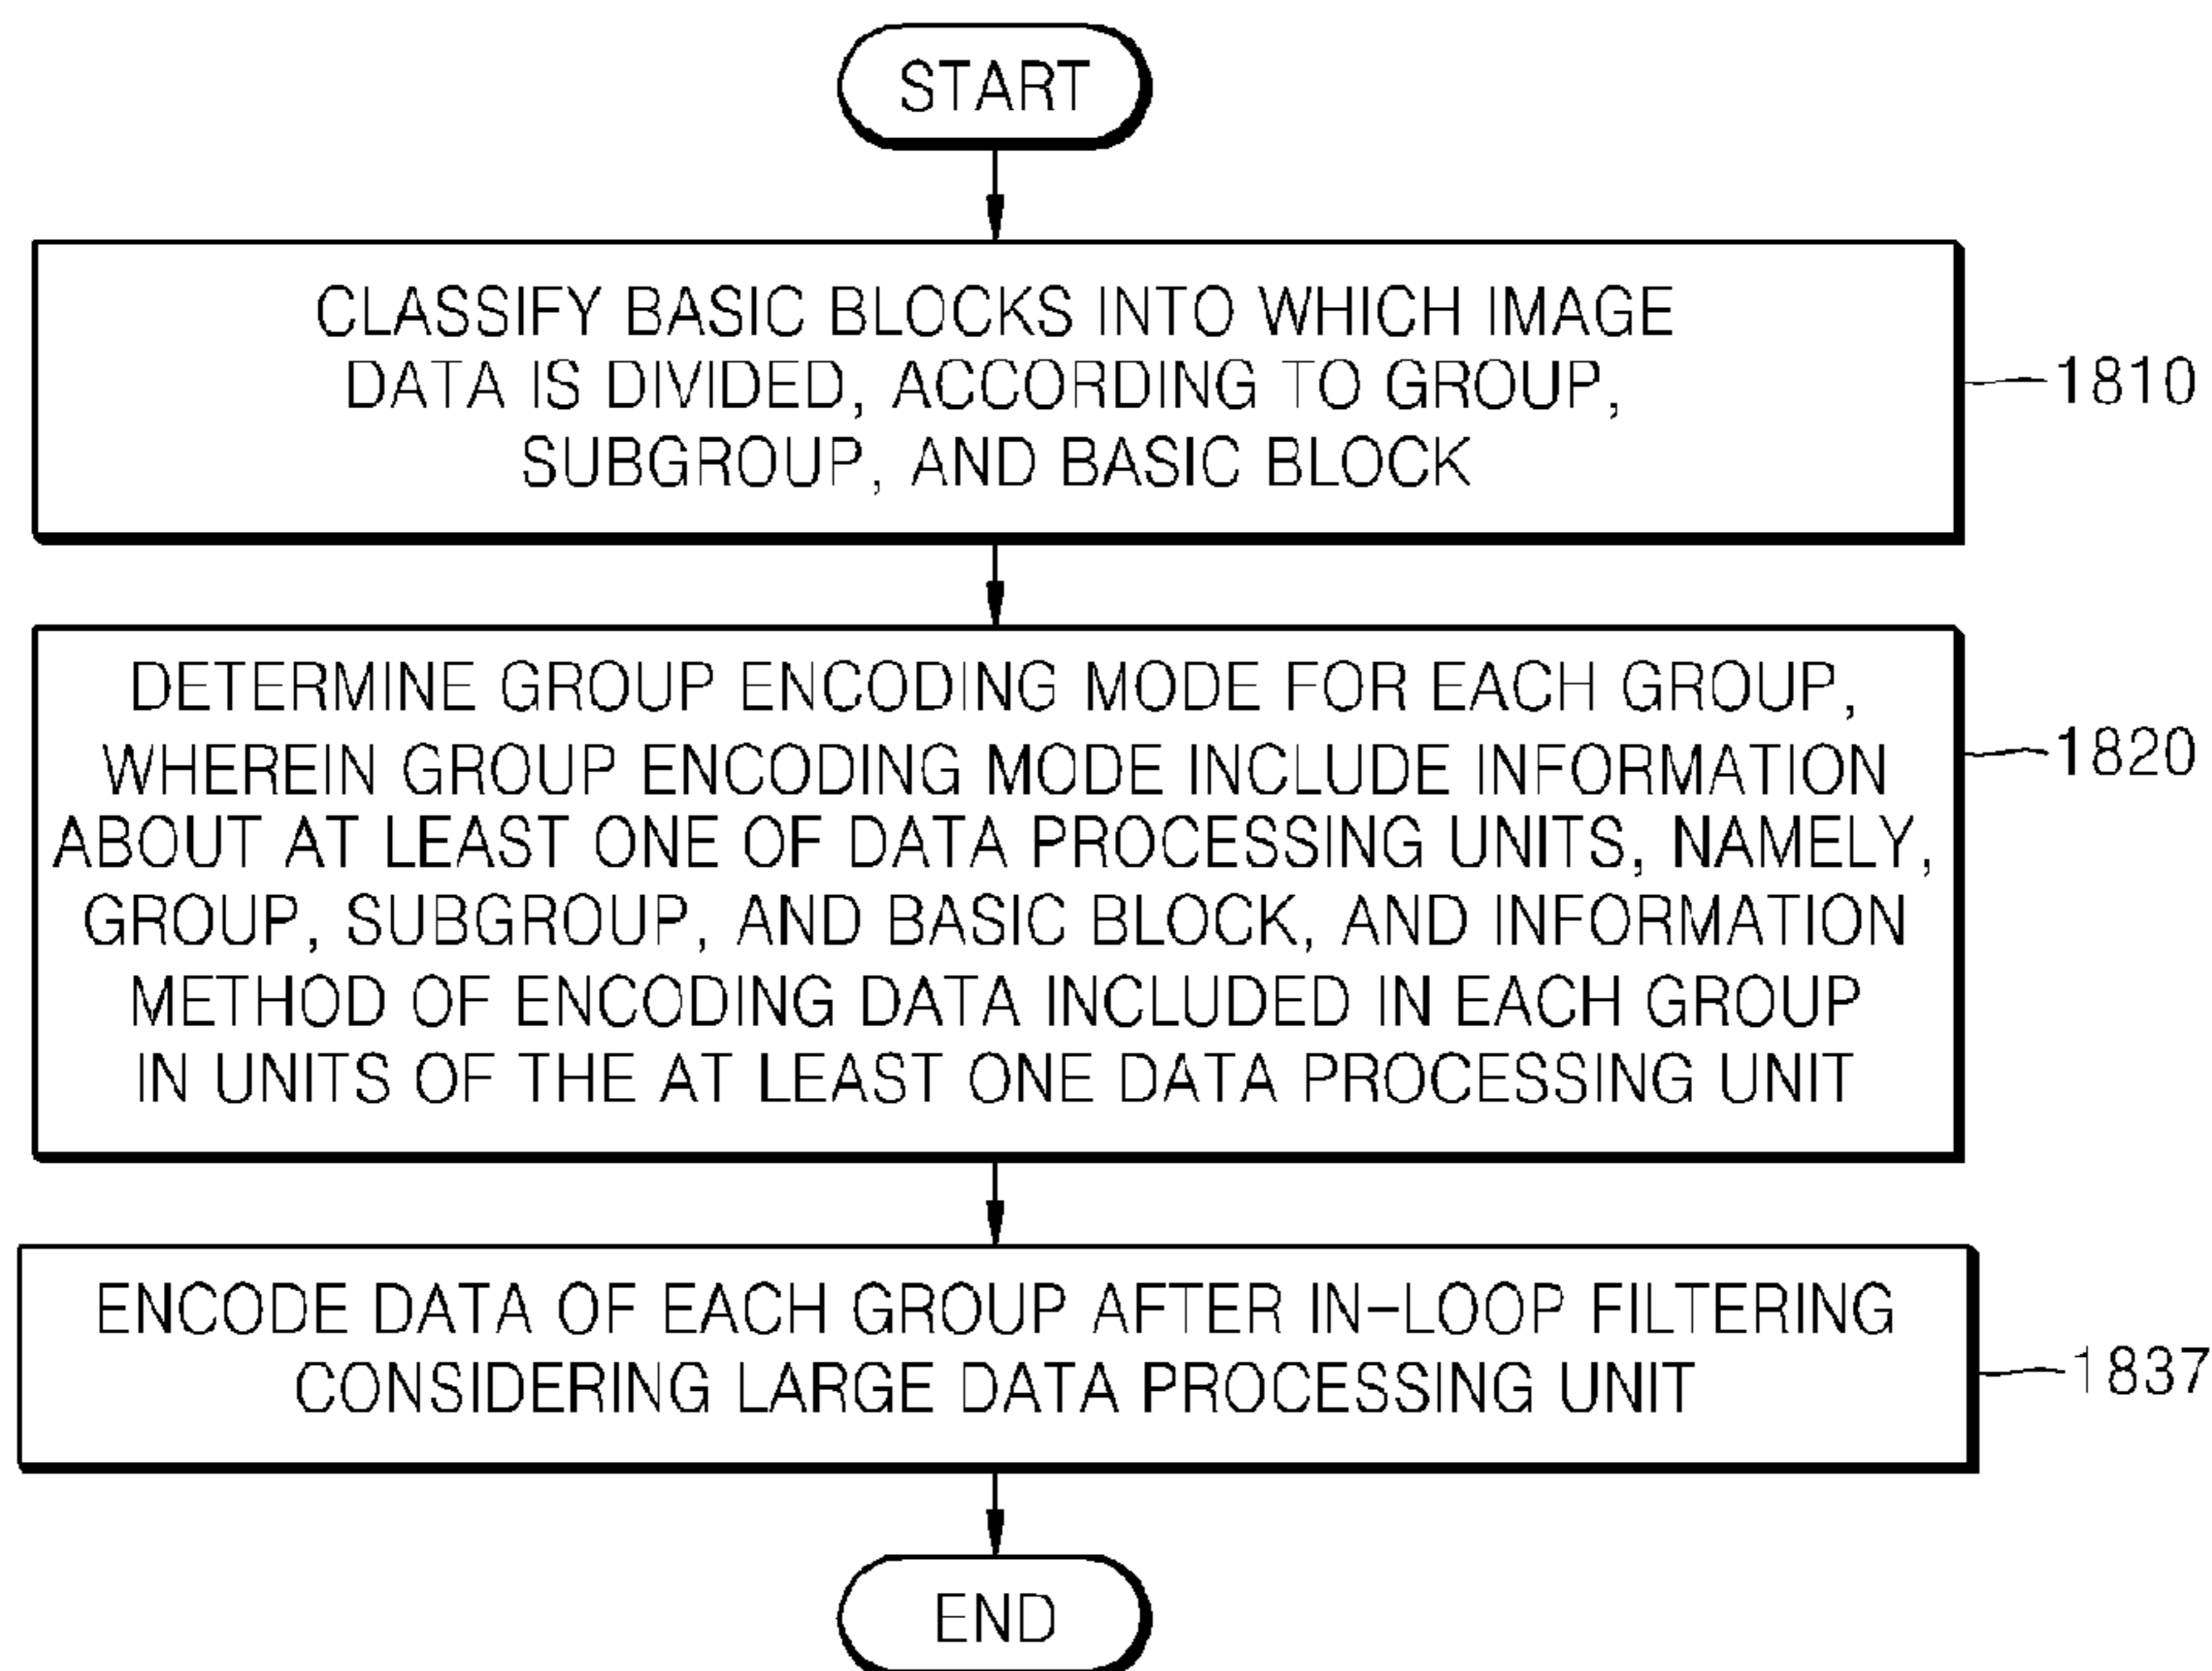 START
CLASSIFY BASIC BLOCKS INTO WHICH IMAGE
DATA IS DIVIDED, ACCORDING TO GROUP,
SUBGROUP, AND BASIC BLOCK
1810
DETERMINE GROUP ENCODING MODE FOR EACH GROUP,
WHEREIN GROUP ENCODING MODE INCLUDE INFORMATION
ABOUT AT LEAST ONE OF DATA PROCESSING UNITS, NAMELY,
GROUP, SUBGROUP, AND BASIC BLOCK, AND INFORMATION
METHOD OF ENCODING DATA INCLUDED IN EACH GROUP
IN UNITS OF THE AT LEAST ONE DATA PROCESSING UNIT
1820
ENCODE DATA OF EACH GROUP AFTER IN-LOOP FILTERING
CONSIDERING LARGE DATA PROCESSING UNIT
1837
END